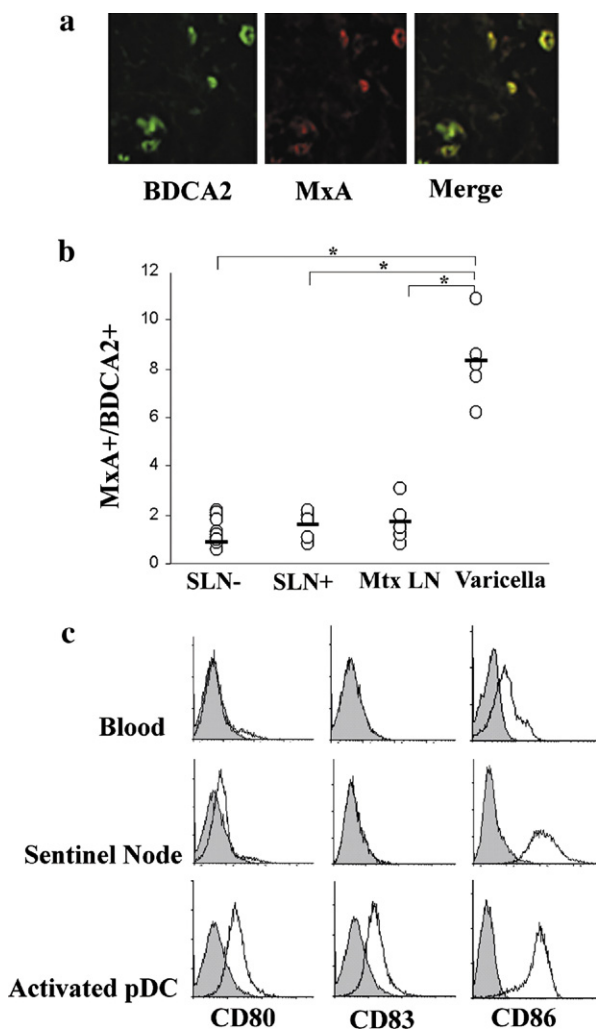 a
BDCA2 MxA Merge
b
* * *
MxA+/BDCA2+
12
10
8
6
4
2
0
SLN- SLN+ Mtx LN Varicella
c
Blood
Sentinel Node
Activated pDC
CD80 CD83 CD86